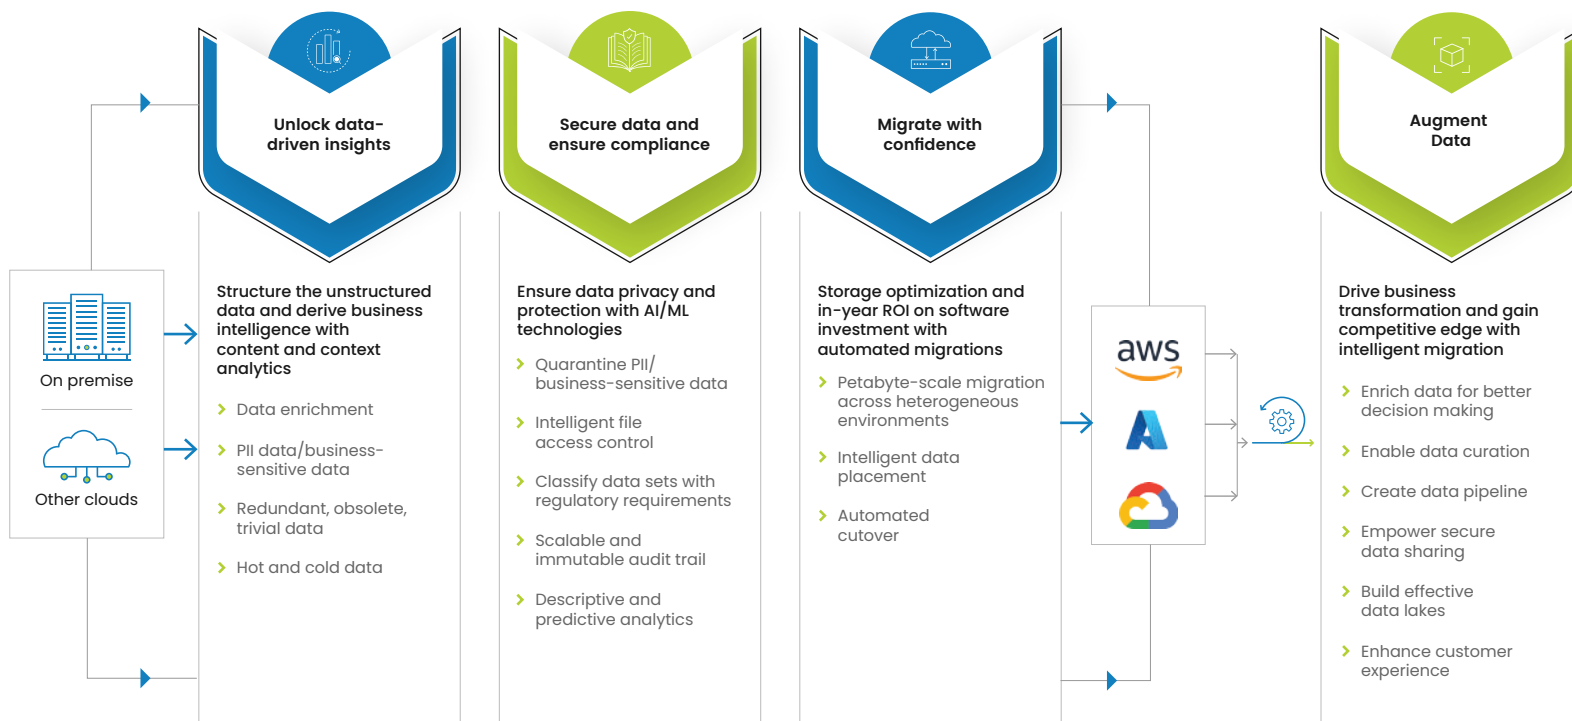 Unlock data-
driven insights
Secure data and
ensure compliance
Migrate with
confidence
Augment
Data
On premise
Other clouds
Structure the unstructured
data and derive business
intelligence with
content and context
analytics
Data enrichment
PII data/business-
sensitive data
Redundant, obsolete,
trivial data
Hot and cold data
Ensure data privacy and
protection with AI/ML
technologies
Quarantine PII/
business-sensitive data
Intelligent file
access control
Classify data sets with
regulatory requirements
Scalable and
immutable audit trail
Descriptive and
predictive analytics
Storage optimization and
in-year ROI on software
investment with
automated migrations
Petabyte-scale migration
across heterogeneous
environments
Intelligent data
placement
Automated
cutover
aws
Drive business
transformation and gain
competitive edge with
intelligent migration
Enrich data for better
decision making
Enable data curation
Create data pipeline
Empower secure
data sharing
Build effective
data lakes
Enhance customer
experience